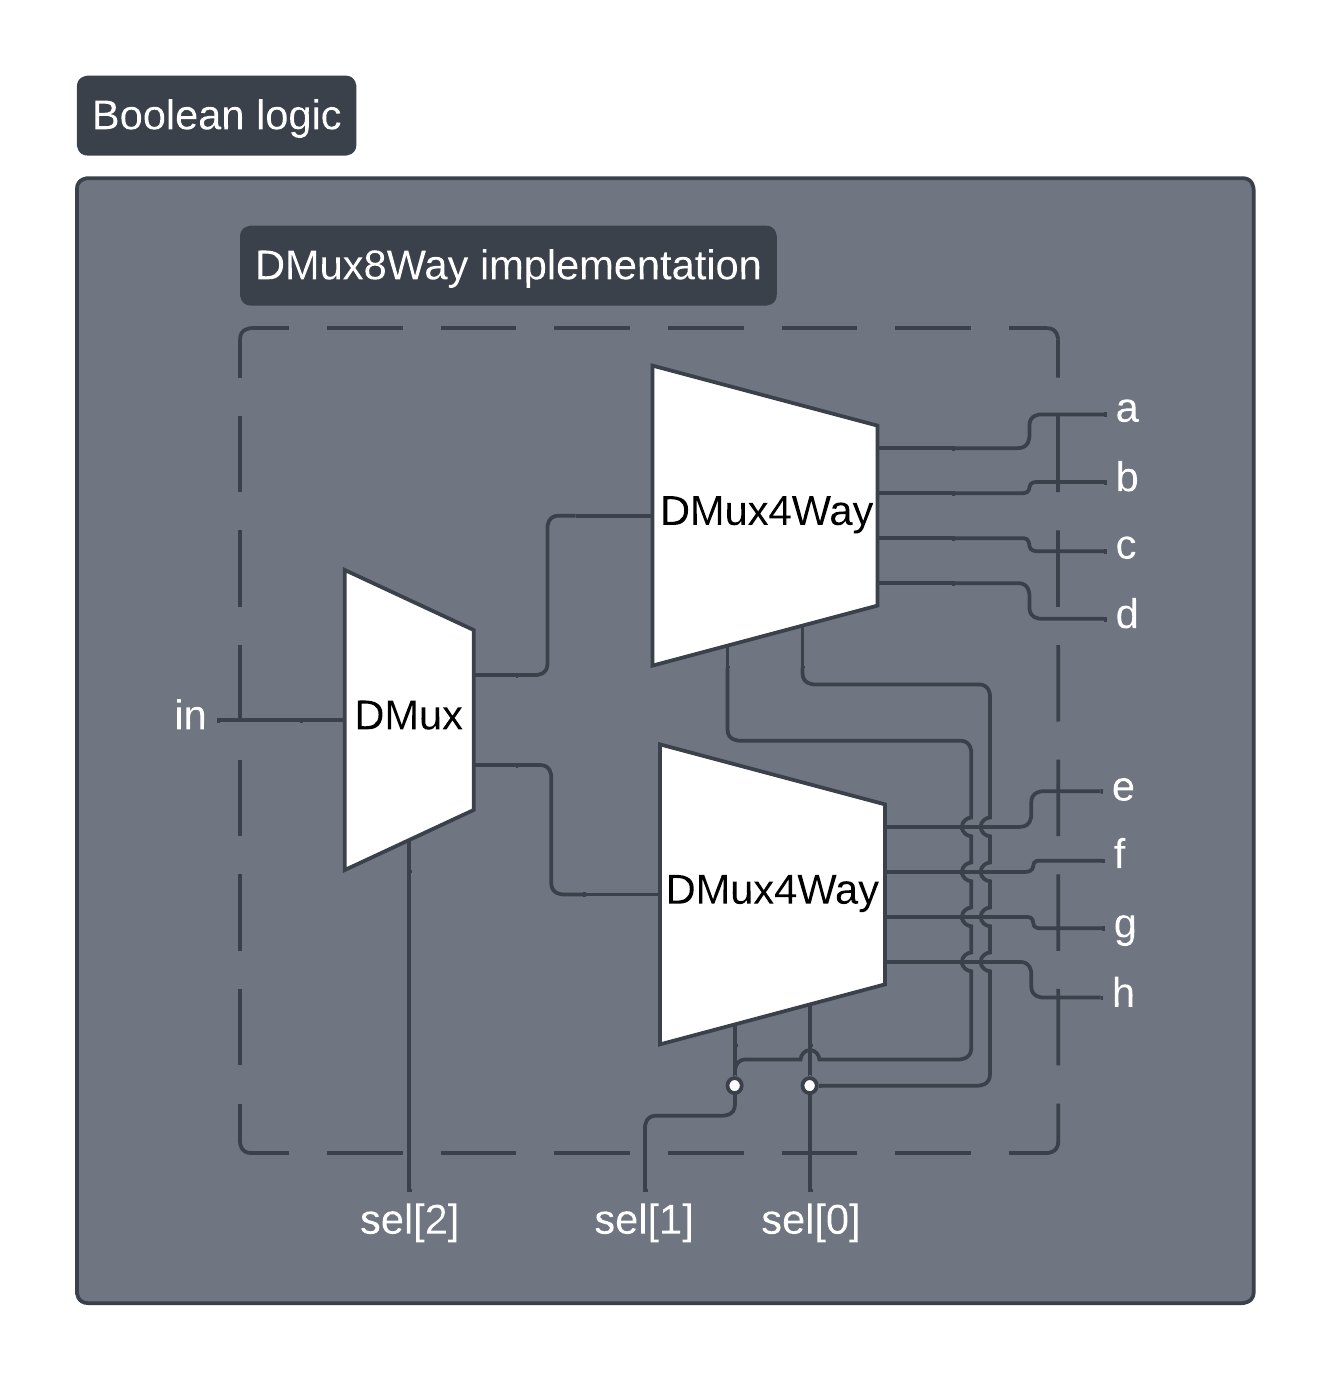 Boolean logic
DMux8Way implementation
DMux4Way
a
b
c
d
in
DMux
DMux4Way
e
f
g
h
sel[2]
sel[1]
sel[0]